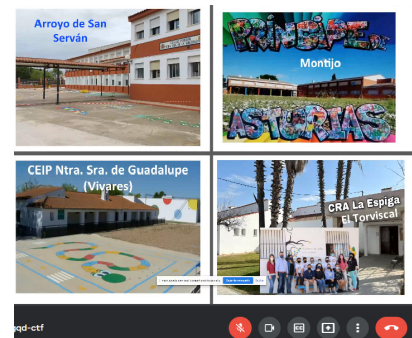 Arroyo de San
Serván
PRINCIPE DE
Montijo
ASTURIAS
CEIP Ntra. Sra. de Guadalupe
(Vivares)
CRA La Espiga
El Torviscal
qd-ctf